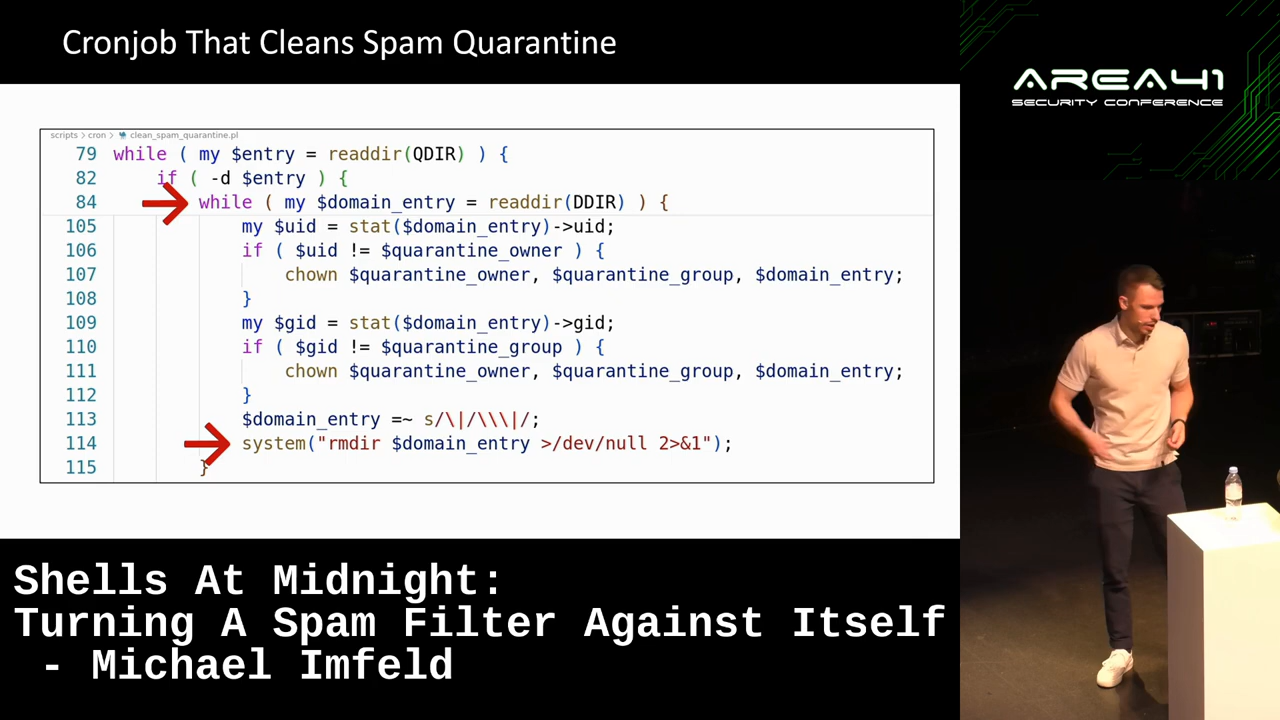 Cronjob That Cleans Spam Quarantine
AREA41
SECURITY CONFERENCE
scripts > cron > clean_spam_quarantine.pl
79 while ( my $entry = readdir(QDIR) ) {
82 if ( -d $entry ) {
84 while ( my $domain_entry = readdir(DDIR) ) {
105 my $uid = stat($domain_entry)->uid;
106 if ( $uid != $quarantine_owner ) {
107 chown $quarantine_owner, $quarantine_group, $domain_entry;
108 }
109 my $gid = stat($domain_entry)->gid;
110 if ( $gid != $quarantine_group ) {
111 chown $quarantine_owner, $quarantine_group, $domain_entry;
112 }
113 $domain_entry =~ s/\|/\\\|/;
114 system("rmdir $domain_entry >/dev/null 2>&1");
115 }
Shells At Midnight:
Turning A Spam Filter Against Itself
- Michael Imfeld